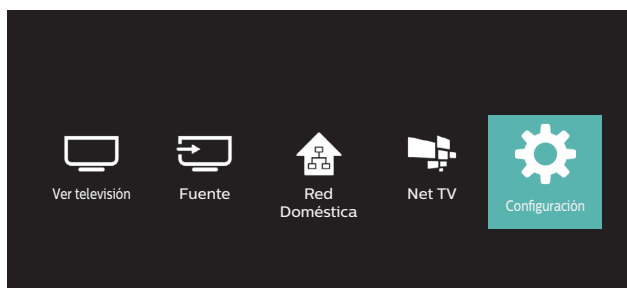 Ver televisión
Fuente
Red
Doméstica
Net TV
Configuración